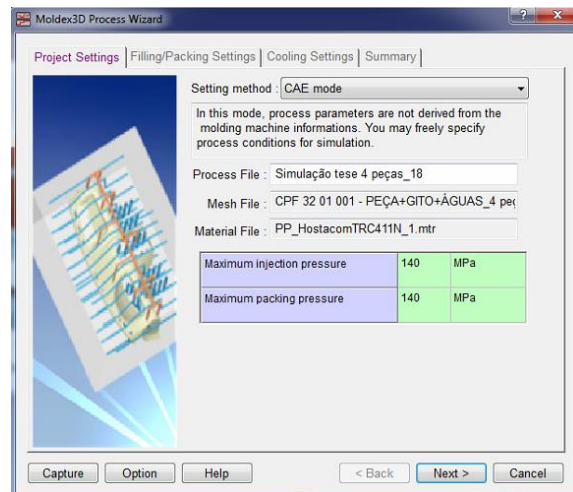 Moldex3D Process Wizard
Project Settings Filling/Packing Settings Cooling Settings Summary
Setting method : CAE mode
In this mode, process parameters are not derived from the
molding machine informations. You may freely specify
process conditions for simulation.
Process File : Simulação tese 4 peças_18
Mesh File : CPF 32 01 001 - PEÇA+GITO+ÁGUAS_4 peç
Material File : PP_HostacomTRC411N_1.mtr
Maximum injection pressure 140 MPa
Maximum packing pressure 140 MPa
Capture Option Help < Back Next > Cancel